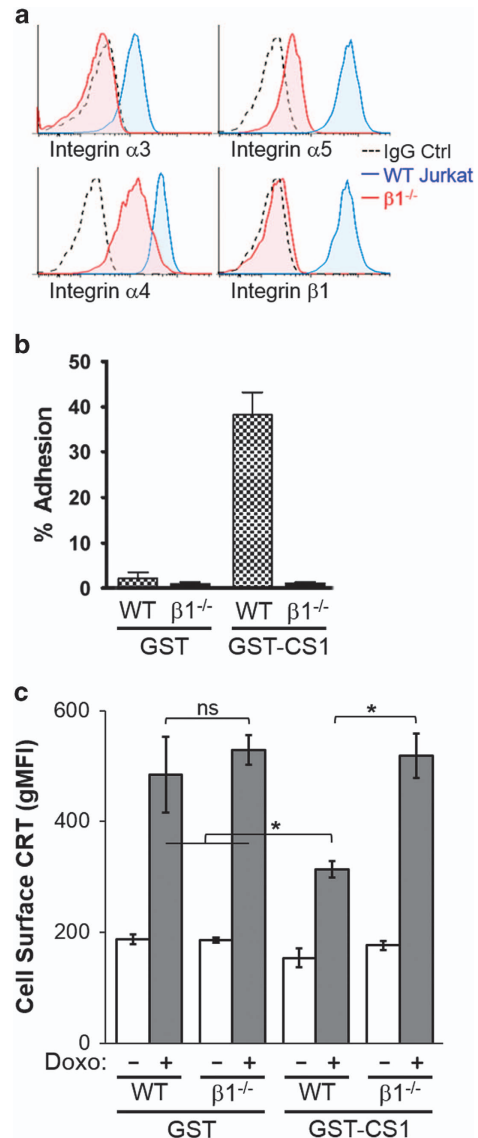 a
Integrin α3
Integrin α5
IgG Ctrl
WT Jurkat
β1-/-
Integrin α4
Integrin β1
b
50
40
30
20
10
0
% Adhesion
WT β1-/- WT β1-/-
GST GST-CS1
c
600
400
200
0
Cell Surface CRT (gMFI)
ns
*
*
Doxo: – + – + – + – +
WT β1-/- WT β1-/-
GST GST-CS1